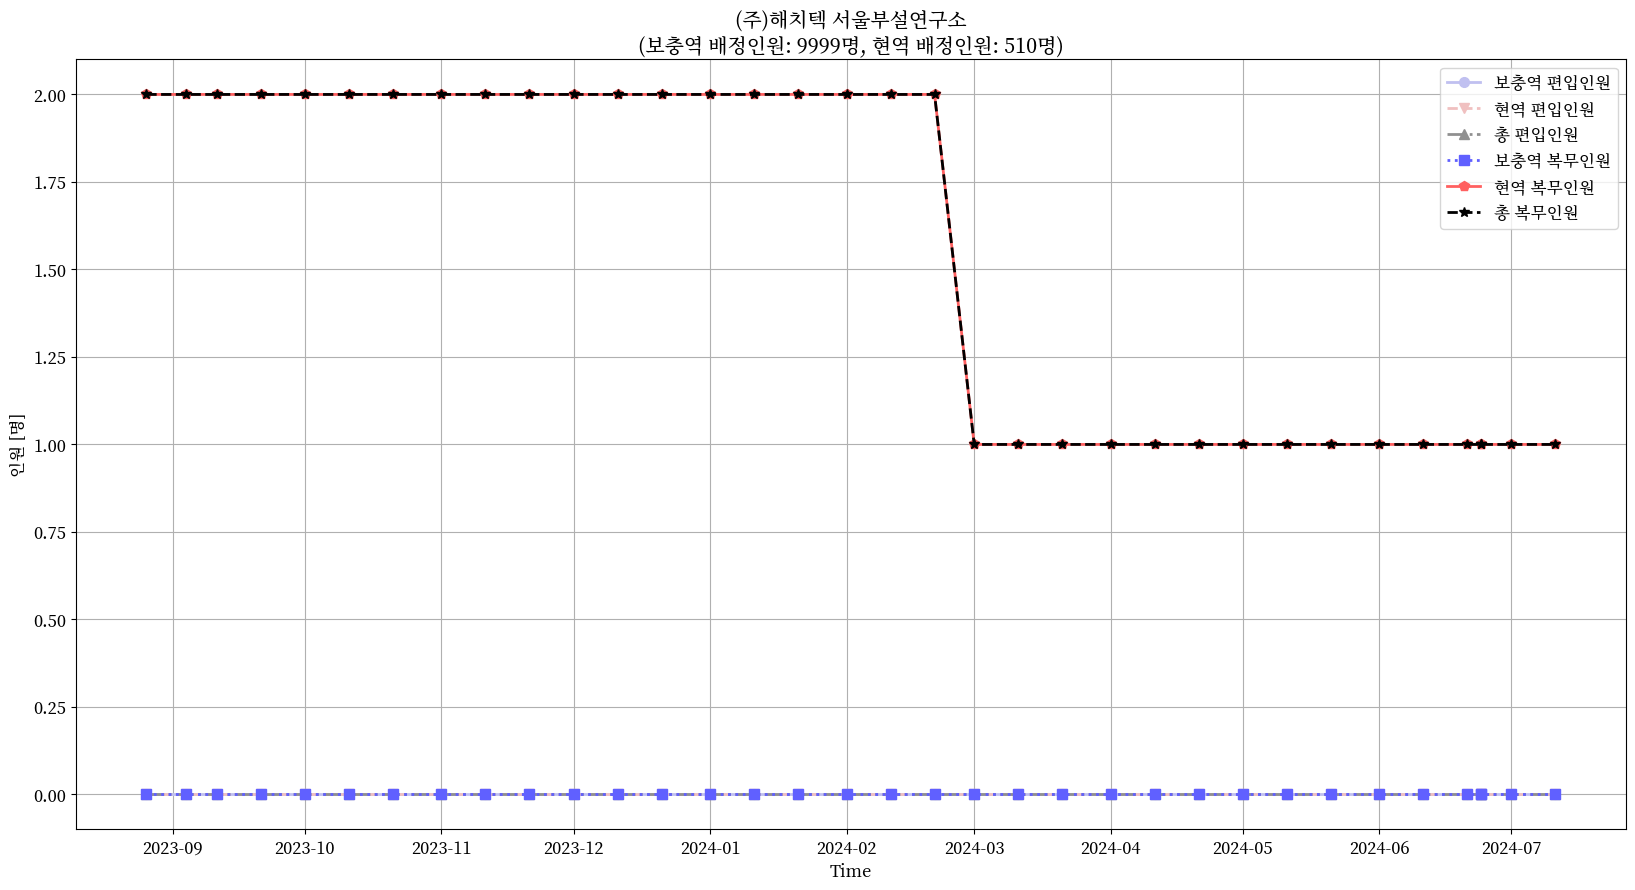 (주)해치텍 서울부설연구소
(보충역 배정인원: 9999명, 현역 배정인원: 510명)
보충역 편입인원
현역 편입인원
총 편입인원
보충역 복무인원
현역 복무인원
총 복무인원
2.00
1.75
1.50
1.25
1.00
0.75
0.50
0.25
0.00
인원 [명]
2023-09 2023-10 2023-11 2023-12 2024-01 2024-02 2024-03 2024-04 2024-05 2024-06 2024-07
Time